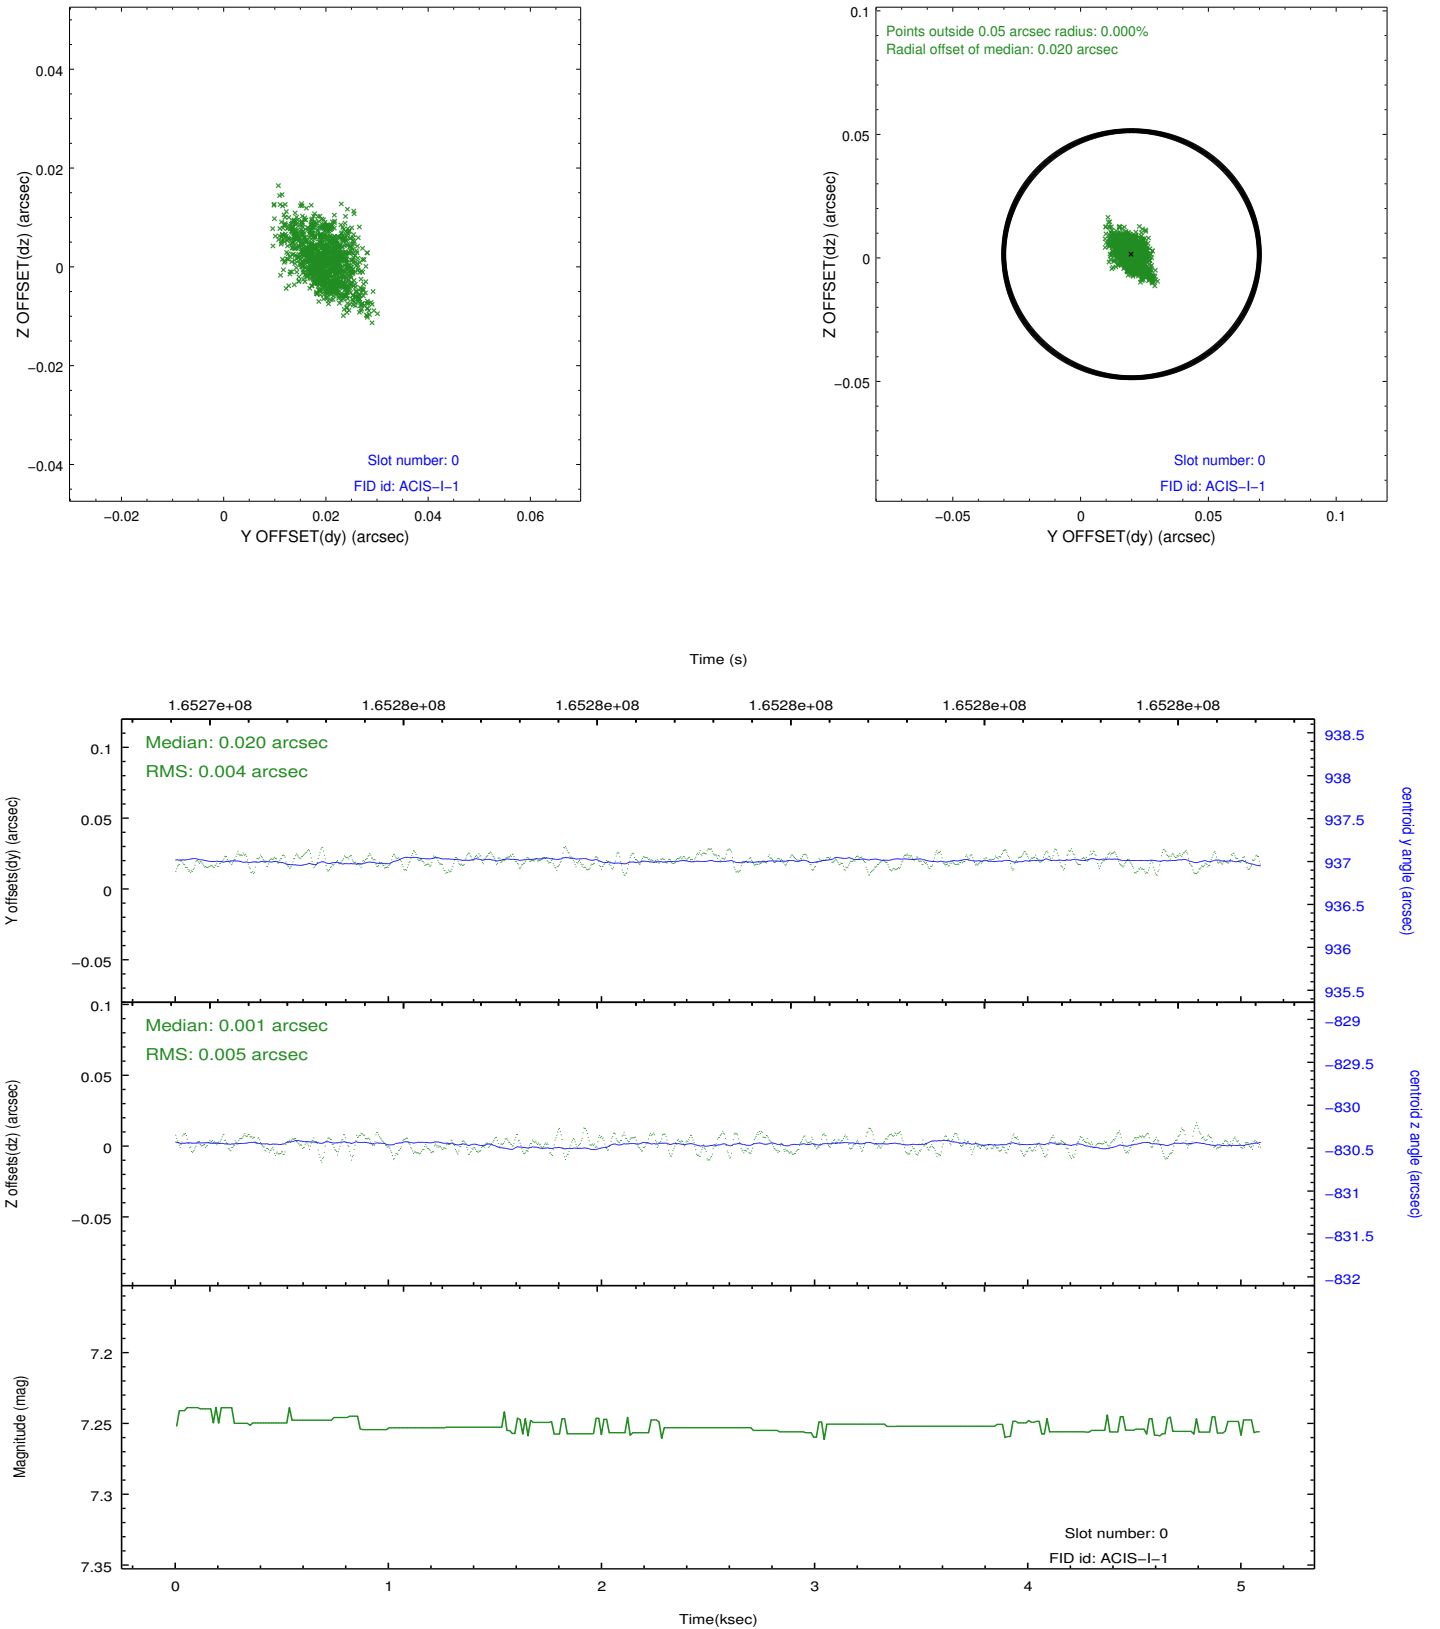 0.04
0.02
0
−0.02
−0.04
Z OFFSET(dz) (arcsec)
Slot number: 0
FID id: ACIS−I−1
−0.02 0 0.02 0.04 0.06
Y OFFSET(dy) (arcsec)
Points outside 0.05 arcsec radius: 0.000%
Radial offset of median: 0.020 arcsec
0.1
0.05
0
−0.05
Z OFFSET(dz) (arcsec)
Slot number: 0
FID id: ACIS−I−1
−0.05 0 0.05 0.1
Y OFFSET(dy) (arcsec)
Time (s)
1.6527e+08 1.6528e+08 1.6528e+08 1.6528e+08 1.6528e+08 1.6528e+08
Median: 0.020 arcsec
RMS: 0.004 arcsec
0.1
0.05
0
−0.05
Y offsets(dy) (arcsec)
938.5
938
937.5
937
936.5
936
935.5
centroid y angle (arcsec)
Median: 0.001 arcsec
RMS: 0.005 arcsec
0.1
0.05
0
−0.05
Z offsets(dz) (arcsec)
−829
−829.5
−830
−830.5
−831
−831.5
−832
centroid z angle (arcsec)
7.2
7.25
7.3
7.35
Magnitude (mag)
Slot number: 0
FID id: ACIS−I−1
0 1 2 3 4 5
Time(ksec)